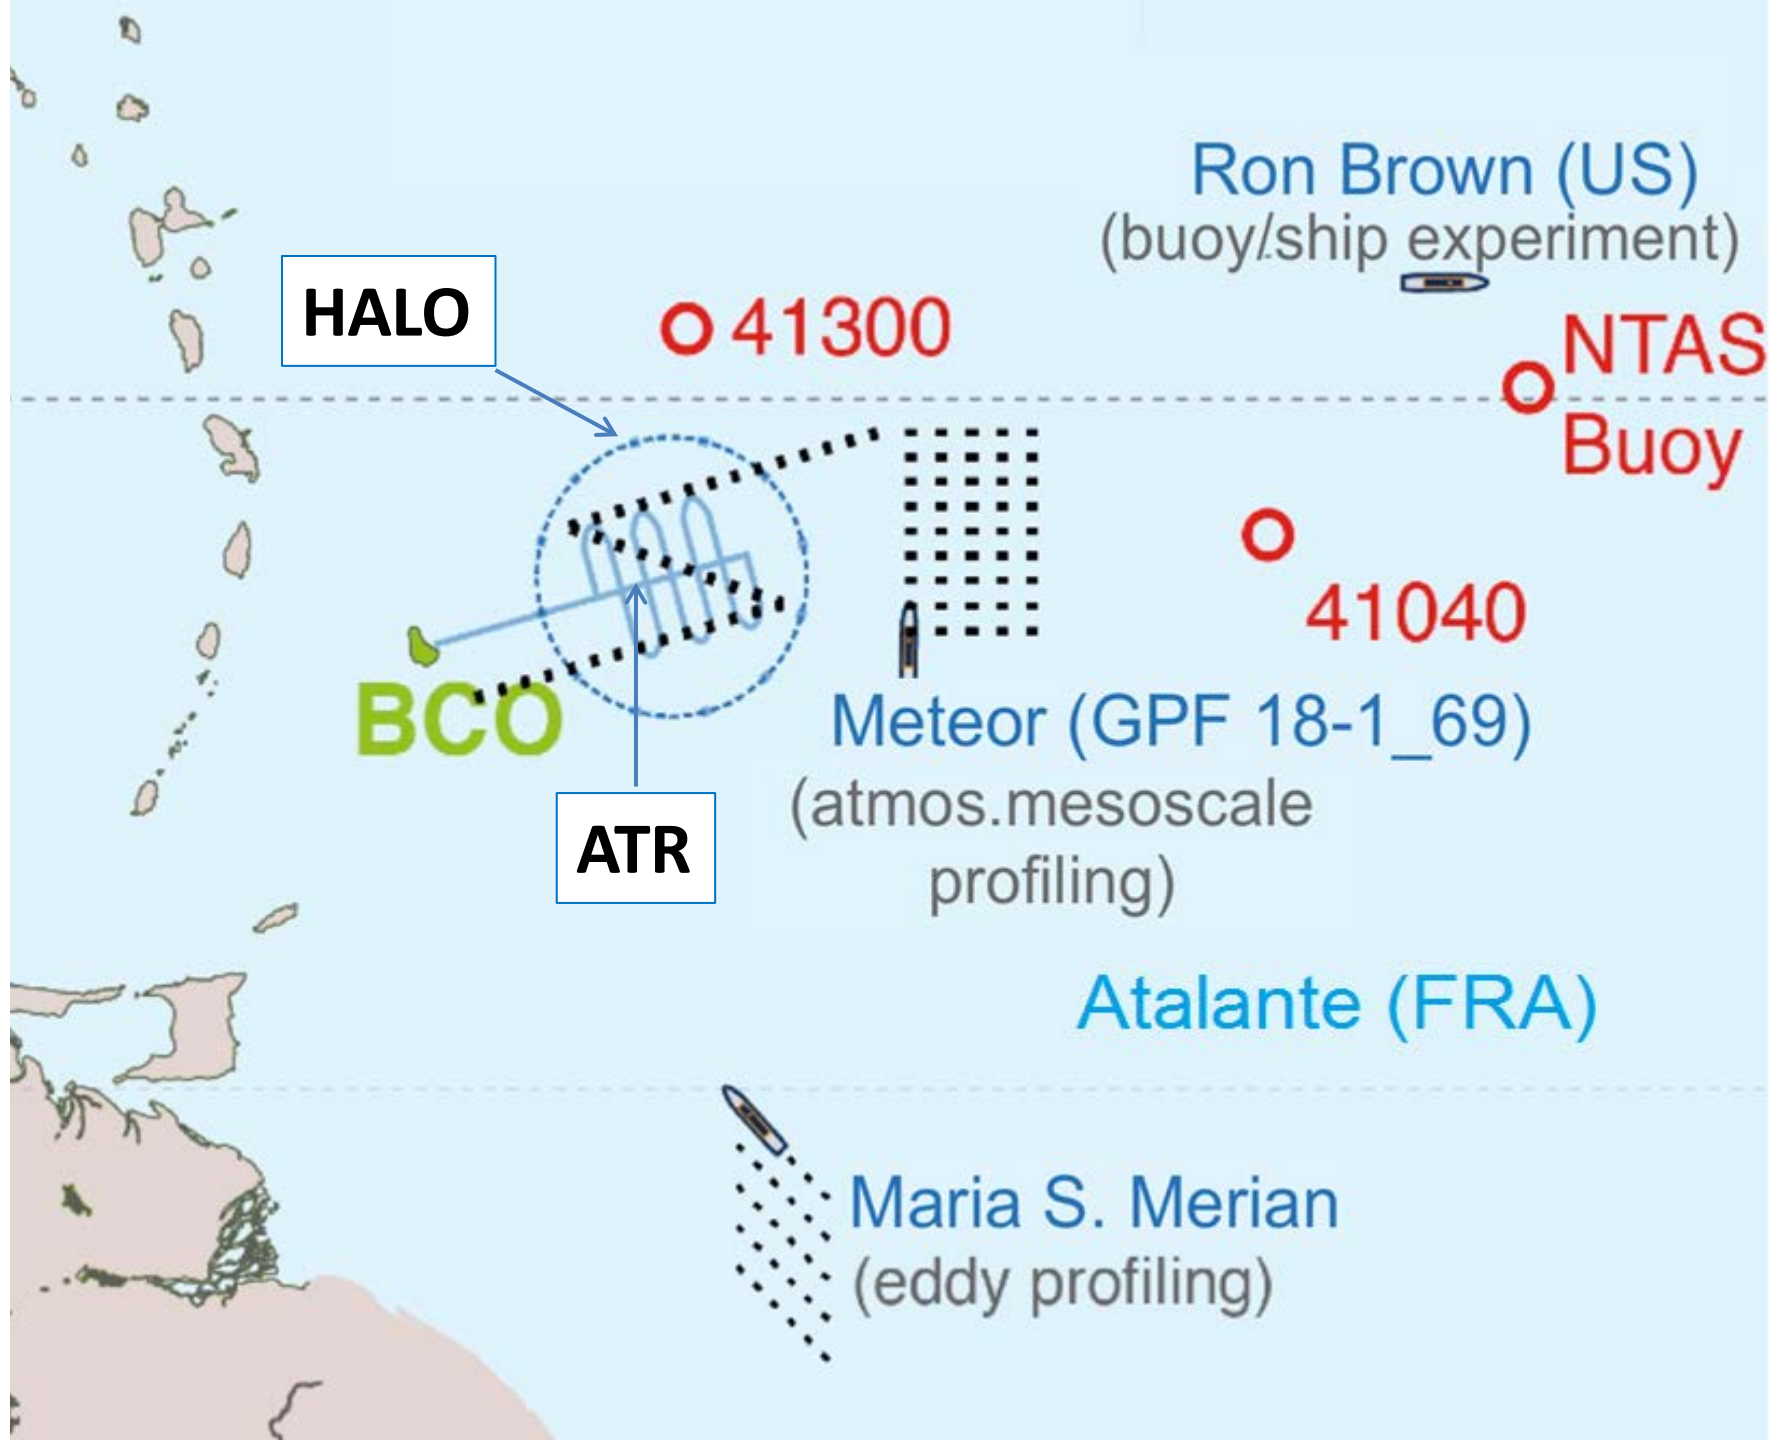 Ron Brown (US)
(buoy/ship experiment)
HALO
41300
NTAS
Buoy
41040
BCO
Meteor (GPF 18-1_69)
(atmos.mesoscale
profiling)
ATR
Atalante (FRA)
Maria S. Merian
(eddy profiling)